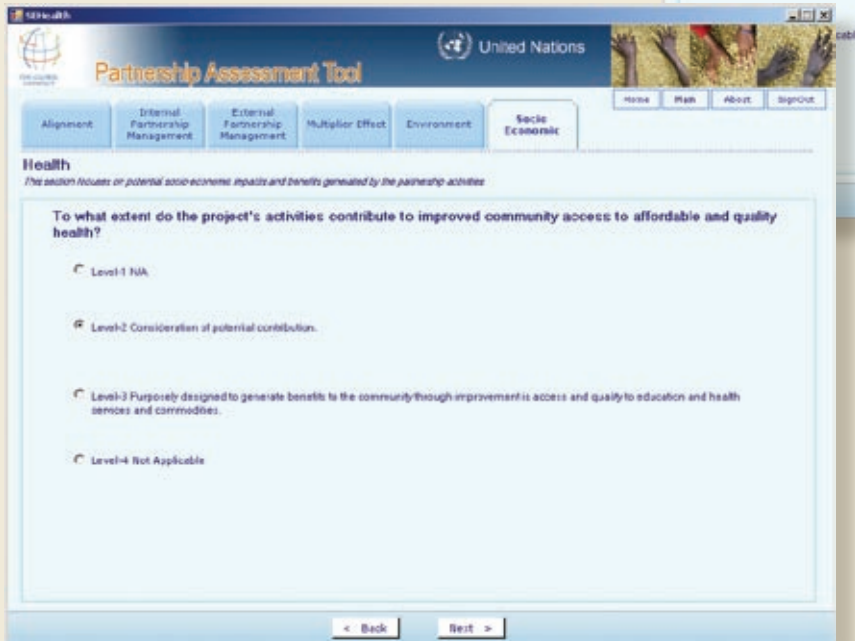 SEHealth
United Nations
Partnership Assessment Tool
Home Main About SignOut
Alignment
Internal Partnership Management
External Partnership Management
Multiplier Effect
Environment
Socio Economic
Health
This section focuses on potential socio-economic impacts and benefits generated by the partnership activities
To what extent do the project's activities contribute to improved community access to affordable and quality
health?
Level-1 N/A
Level-2 Consideration of potential contribution.
Level-3 Purposely designed to generate benefits to the community through improvement is access and quality to education and health
services and commodities.
Level-4 Not Applicable
< Back Next >